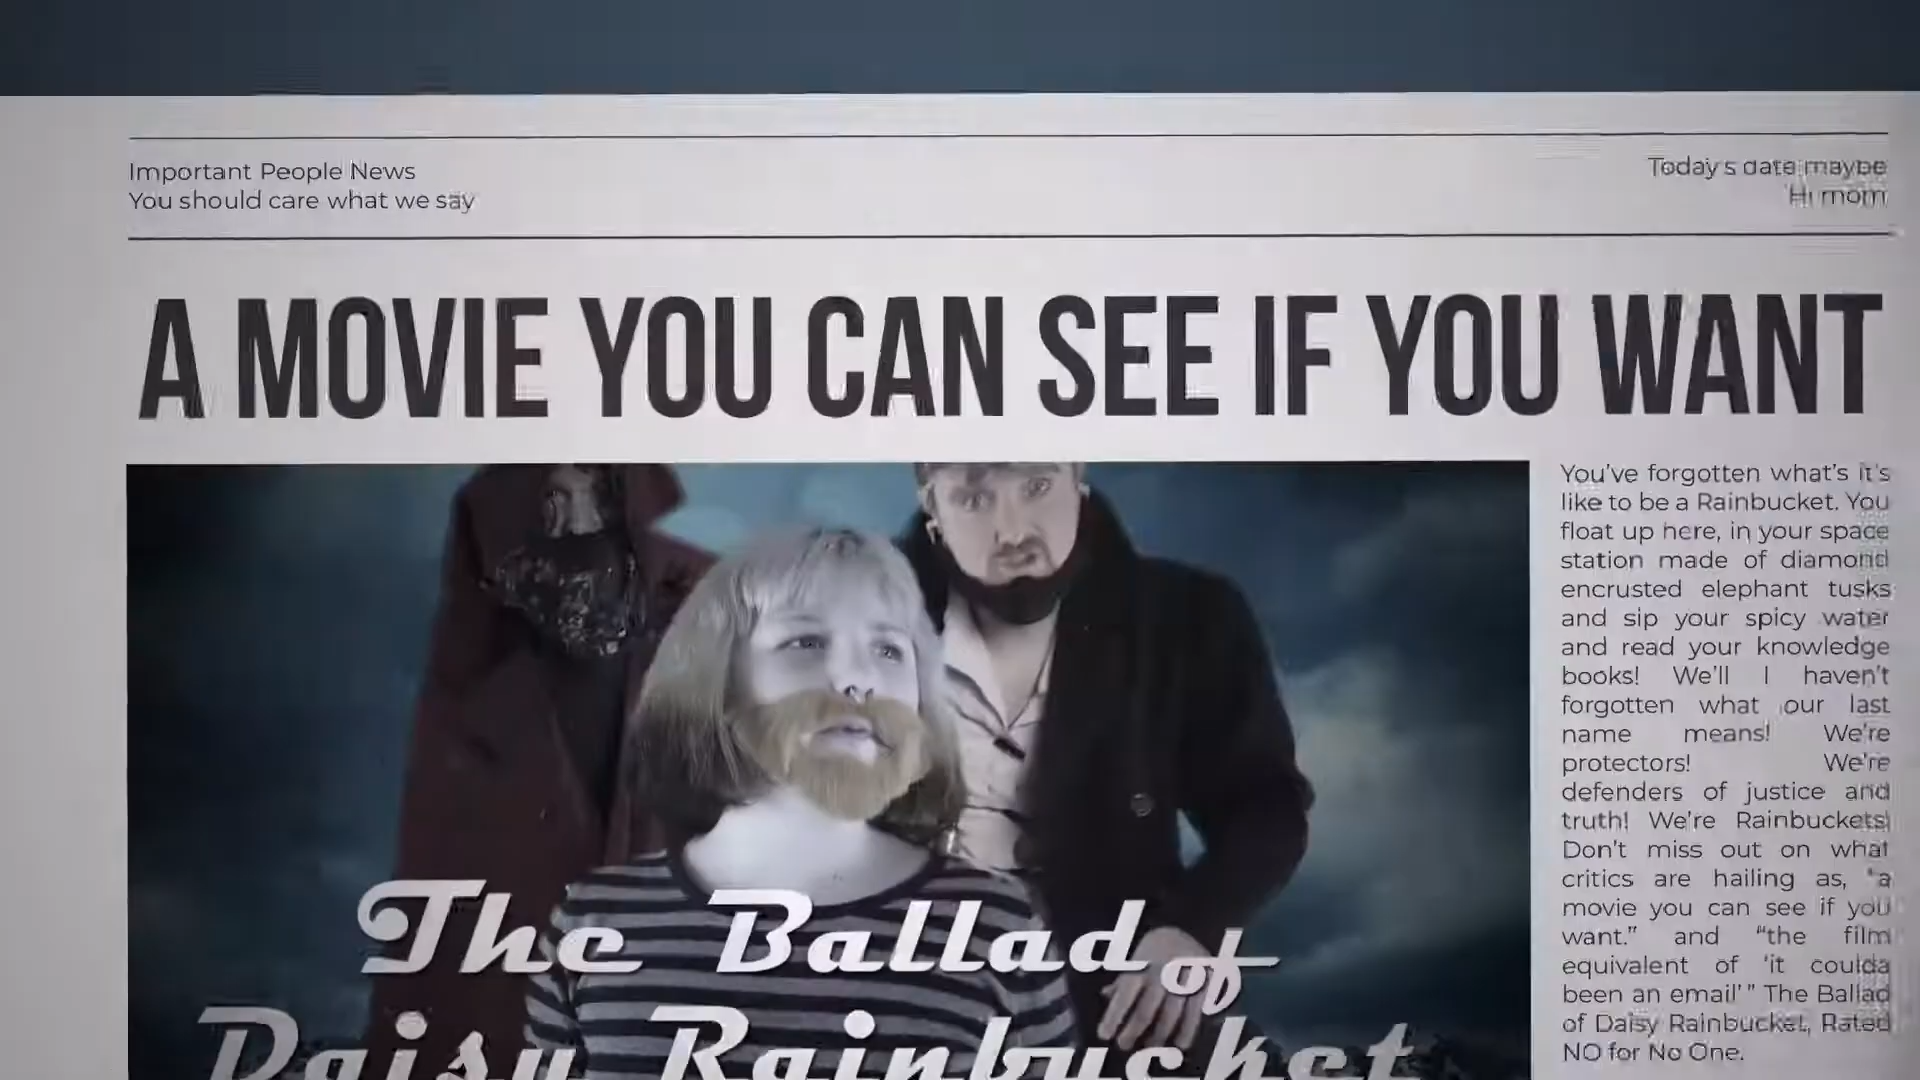 Important People News
You should care what we say
Today's date maybe
Hi mom
A MOVIE YOU CAN SEE IF YOU WANT
You've forgotten what's it's
like to be a Rainbucket. You
float up here, in your space
station made of diamond
encrusted elephant tusks
and sip your spicy water
and read your knowledge
books! We'll I haven't
forgotten what our last
name means! We're
protectors! We're
defenders of justice and
truth! We're Rainbuckets!
Don't miss out on what
critics are hailing as, "a
movie you can see if you
want." and "the film
equivalent of 'it coulda
been an email'" The Ballad
of Daisy Rainbucket, Rated
NO for No One.
The Ballad of
Daisy Rainbucket